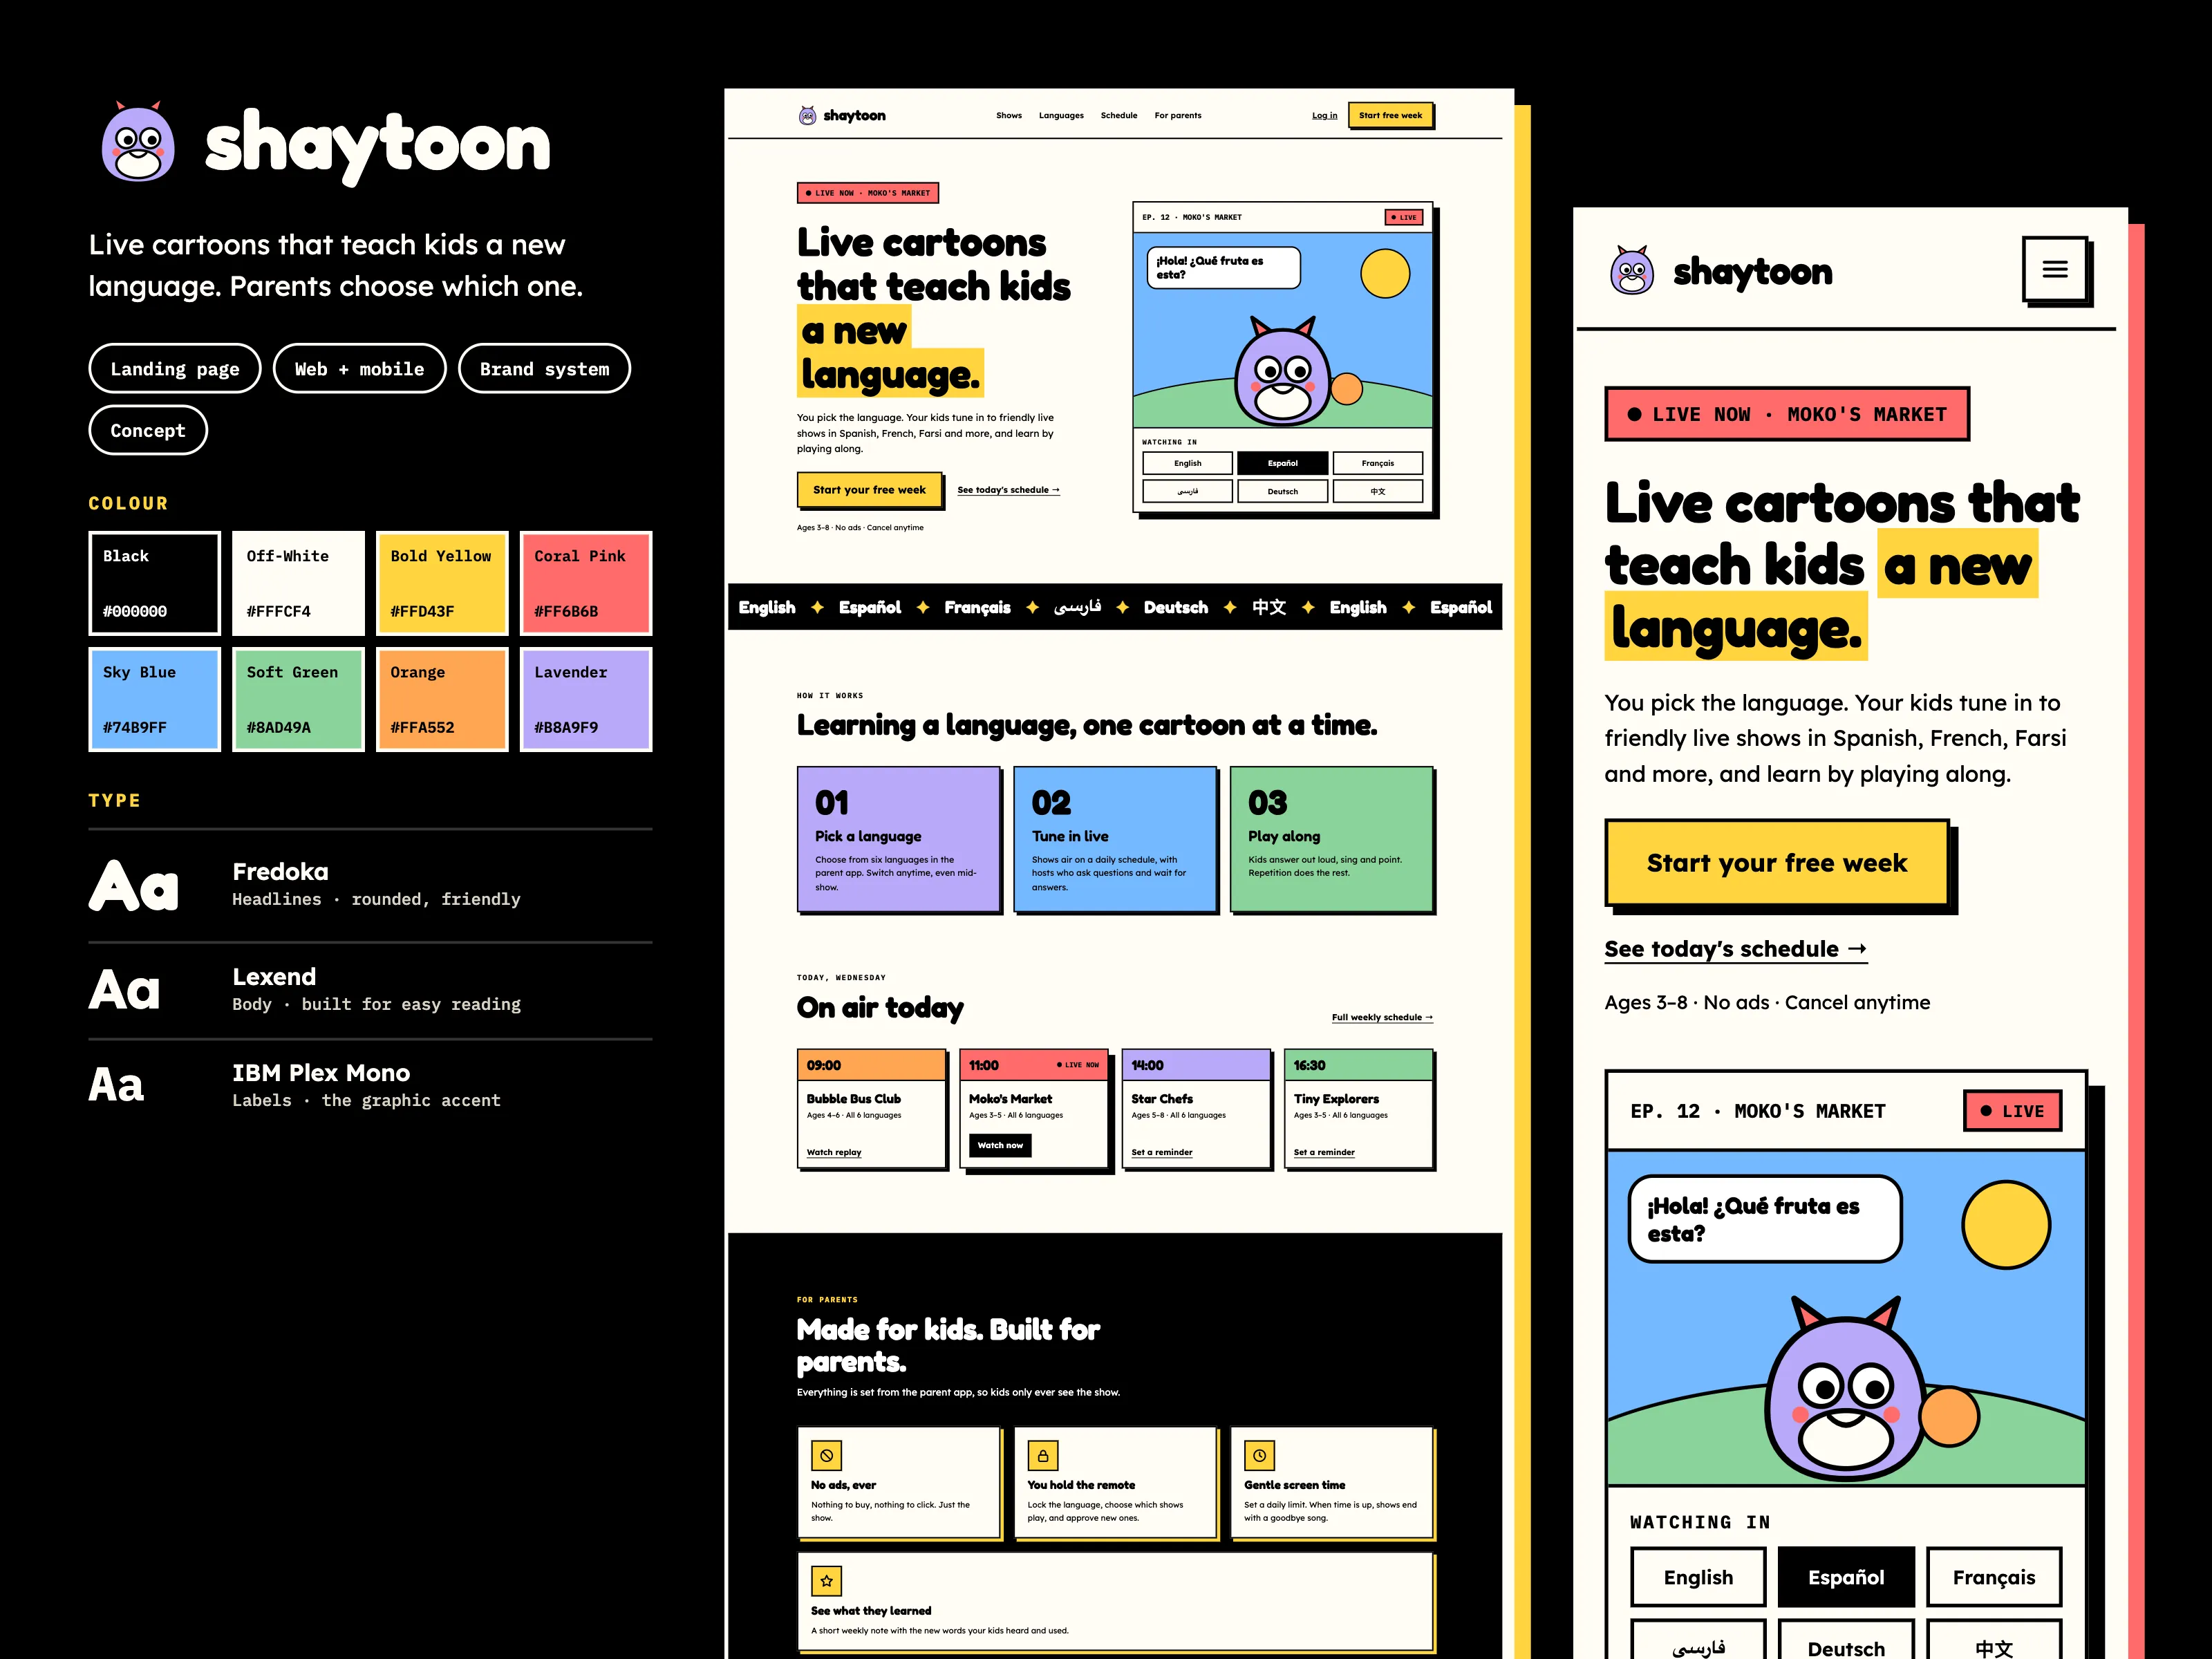 shaytoon
Live cartoons that teach kids a new
language. Parents choose which one.
Landing page
Web + mobile
Brand system
Concept
COLOUR
Black
#000000
Off-White
#FFFCF4
Bold Yellow
#FFD43F
Coral Pink
#FF6B6B
Sky Blue
#74B9FF
Soft Green
#8AD49A
Orange
#FFA552
Lavender
#B8A9F9
TYPE
Aa
Fredoka
Headlines · rounded, friendly
Aa
Lexend
Body · built for easy reading
Aa
IBM Plex Mono
Labels · the graphic accent
shaytoon
Shows
Languages
Schedule
For parents
Log in
Start free week
LIVE NOW · MOKO'S MARKET
Live cartoons
that teach kids
a new
language.
You pick the language. Your kids tune in to friendly live
shows in Spanish, French, Farsi and more, and learn by
playing along.
Start your free week
See today's schedule →
Ages 3–8 · No ads · Cancel anytime
EP. 12 · MOKO'S MARKET
LIVE
¡Hola! ¿Qué fruta es
esta?
WATCHING IN
English
Español
Français
فارسی
Deutsch
中文
English ✦ Español ✦ Français ✦ فارسی ✦ Deutsch ✦ 中文 ✦ English ✦ Español
HOW IT WORKS
Learning a language, one cartoon at a time.
01
Pick a language
Choose from six languages in the
parent app. Switch anytime, even mid-
show.
02
Tune in live
Shows air on a daily schedule, with
hosts who ask questions and wait for
answers.
03
Play along
Kids answer out loud, sing and point.
Repetition does the rest.
TODAY, WEDNESDAY
On air today
Full weekly schedule →
09:00
Bubble Bus Club
Ages 4–6 · All 6 languages
Watch replay
11:00
LIVE NOW
Moko's Market
Ages 3–5 · All 6 languages
Watch now
14:00
Star Chefs
Ages 5–8 · All 6 languages
Set a reminder
16:30
Tiny Explorers
Ages 3–5 · All 6 languages
Set a reminder
FOR PARENTS
Made for kids. Built for
parents.
Everything is set from the parent app, so kids only ever see the show.
No ads, ever
Nothing to buy, nothing to click. Just the
show.
You hold the remote
Lock the language, choose which shows
play, and approve new ones.
Gentle screen time
Set a daily limit. When time is up, shows end
with a goodbye song.
See what they learned
A short weekly note with the new words your kids heard and used.
shaytoon
LIVE NOW · MOKO'S MARKET
Live cartoons that
teach kids a new
language.
You pick the language. Your kids tune in to
friendly live shows in Spanish, French, Farsi
and more, and learn by playing along.
Start your free week
See today's schedule →
Ages 3–8 · No ads · Cancel anytime
EP. 12 · MOKO'S MARKET
LIVE
¡Hola! ¿Qué fruta es
esta?
WATCHING IN
English
Español
Français
فارسی
Deutsch
中文